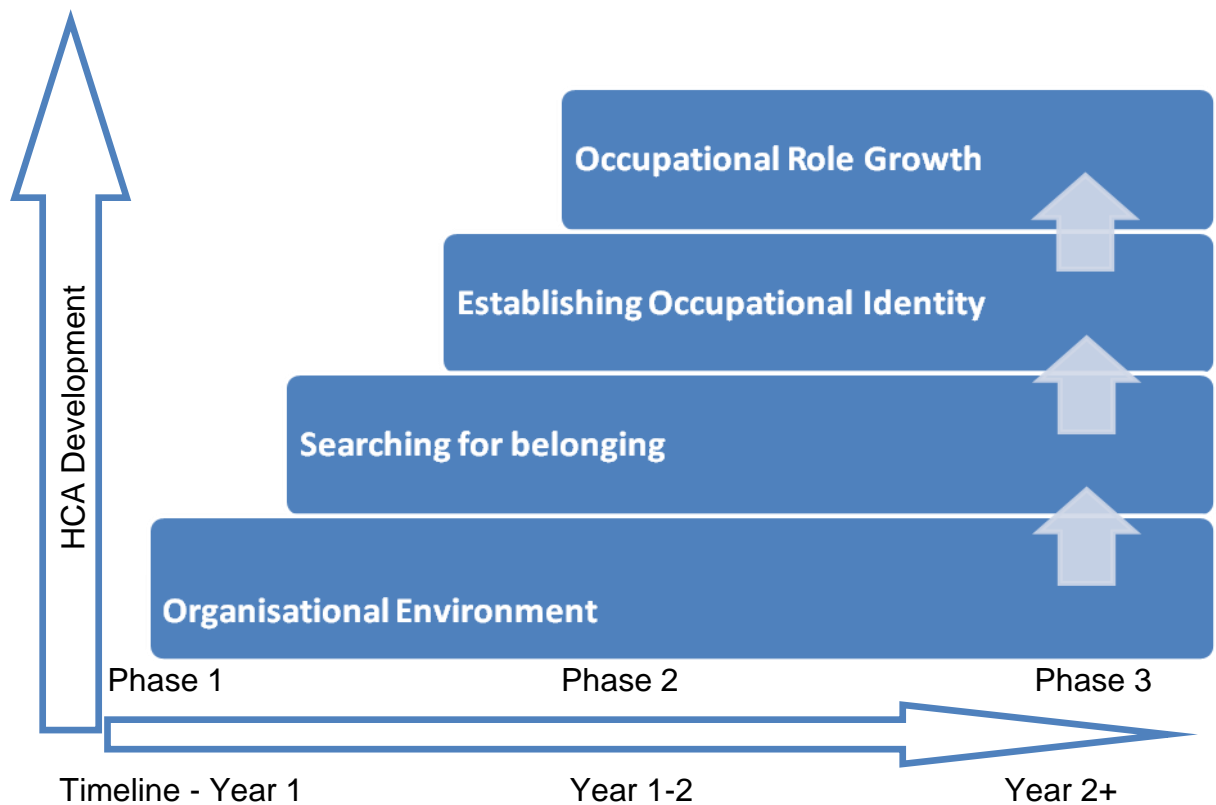 Occupational Role Growth
Establishing Occupational Identity
Searching for belonging
Organisational Environment
HCA Development
Phase 1 Phase 2 Phase 3
Timeline - Year 1 Year 1-2 Year 2+